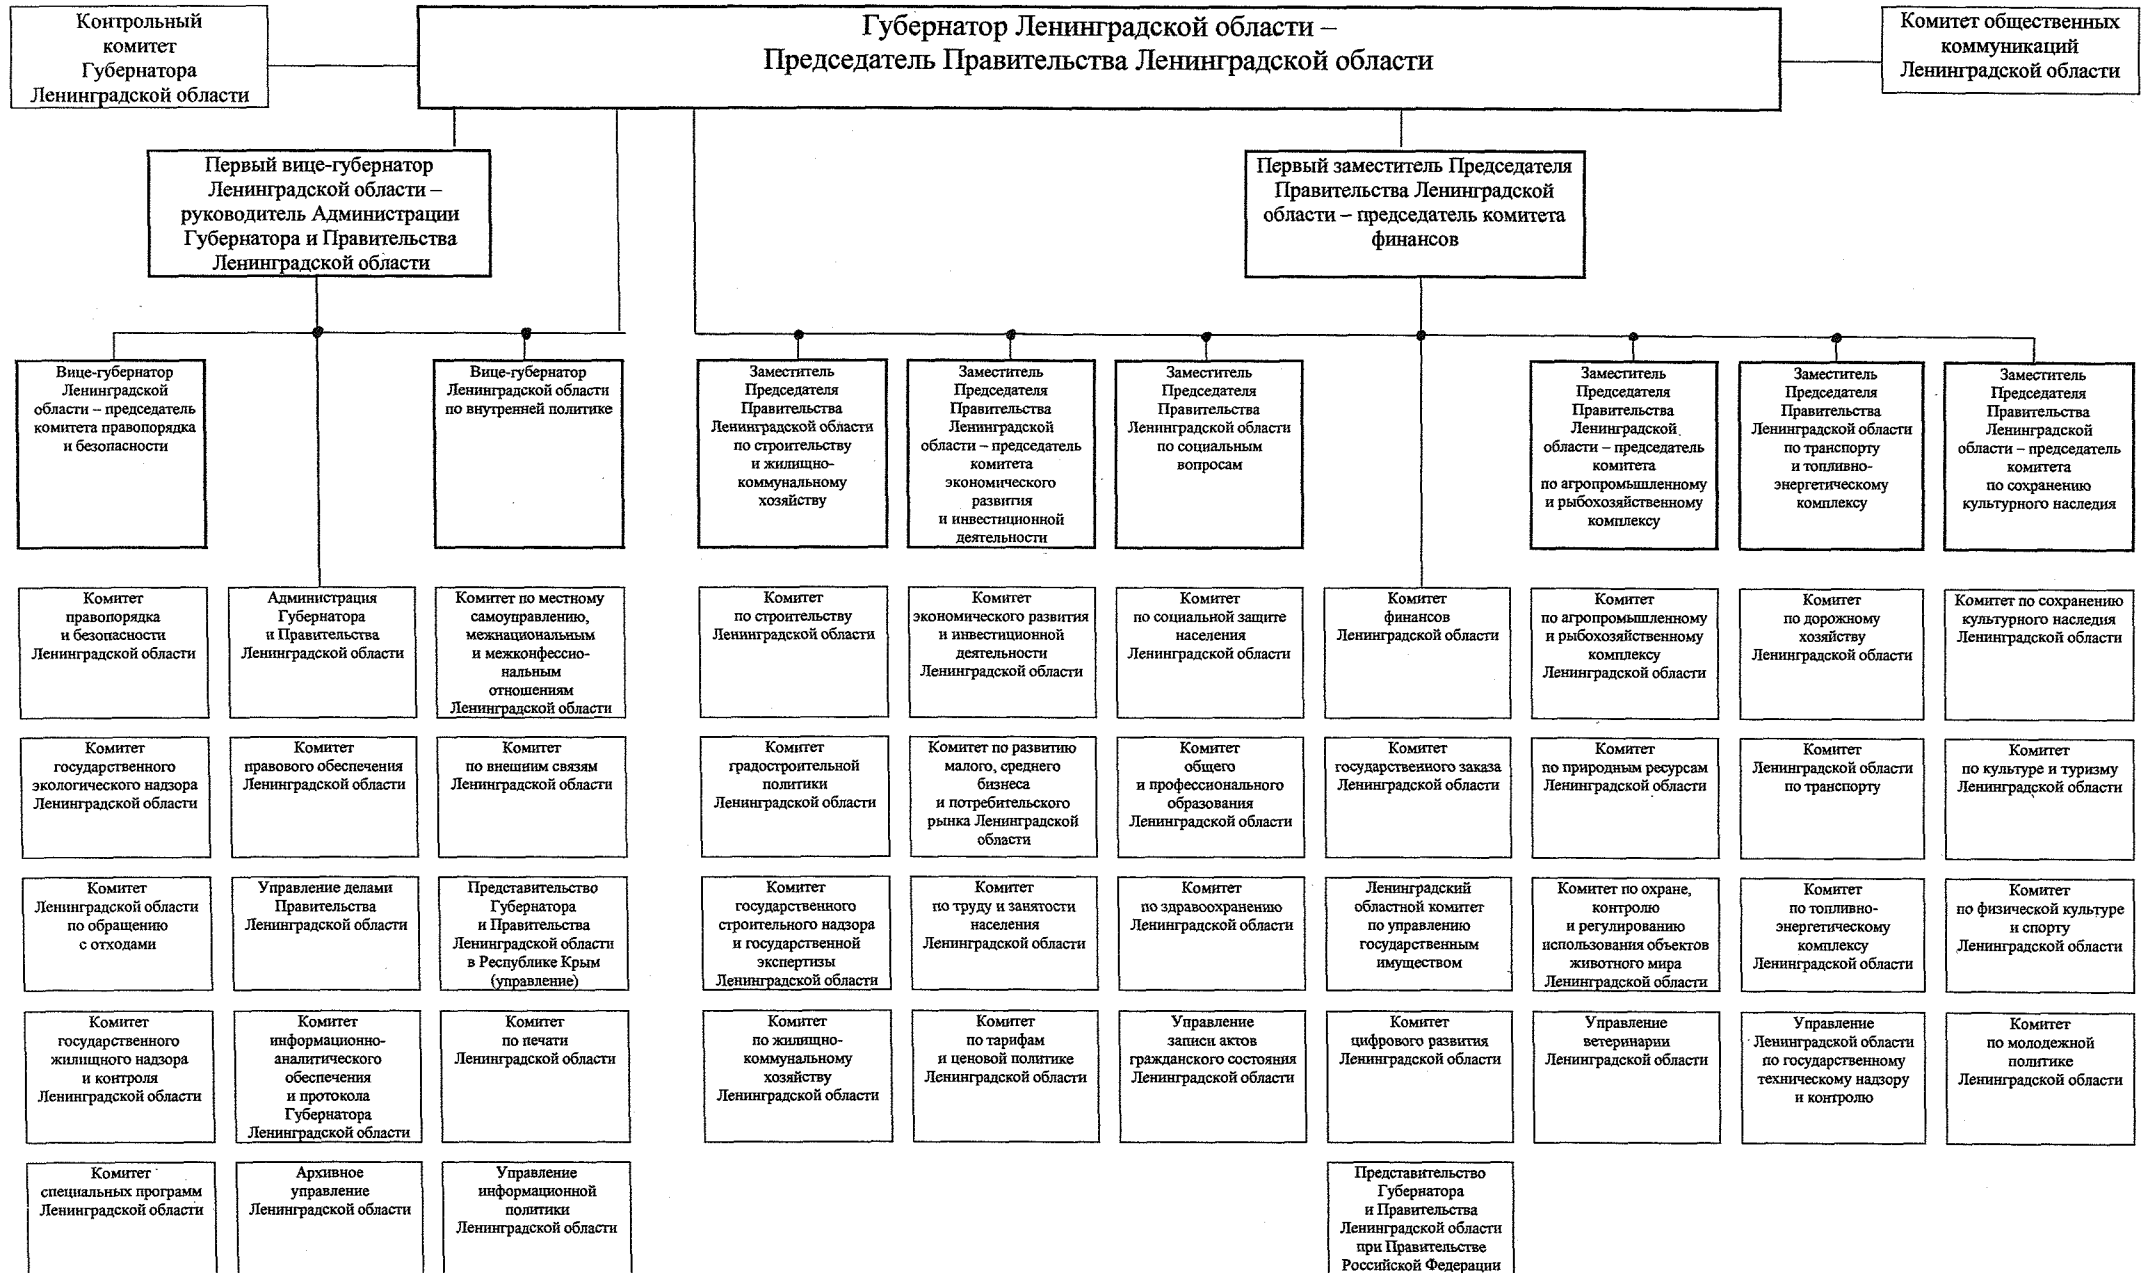 Контрольный
комитет
Губернатора
Ленинградской области
Губернатор Ленинградской области –
Председатель Правительства Ленинградской области
Комитет общественных
коммуникаций
Ленинградской области
Первый вице-губернатор
Ленинградской области –
руководитель Администрации
Губернатора и Правительства
Ленинградской области
Первый заместитель Председателя
Правительства Ленинградской
области – председатель комитета
финансов
Вице-губернатор
Ленинградской
области – председатель
комитета правопорядка
и безопасности
Вице-губернатор
Ленинградской области
по внутренней политике
Заместитель
Председателя
Правительства
Ленинградской области
по строительству
и жилищно-
коммунальному
хозяйству
Заместитель
Председателя
Правительства
Ленинградской
области – председатель
комитета
экономического
развития
и инвестиционной
деятельности
Заместитель
Председателя
Правительства
Ленинградской области
по социальным
вопросам
Заместитель
Председателя
Правительства
Ленинградской
области – председатель
комитета
по агропромышленному
и рыбохозяйственному
комплексу
Заместитель
Председателя
Правительства
Ленинградской области
по транспорту
и топливно-
энергетическому
комплексу
Заместитель
Председателя
Правительства
Ленинградской
области – председатель
комитета
по сохранению
культурного наследия
Комитет
правопорядка
и безопасности
Ленинградской области
Администрация
Губернатора
и Правительства
Ленинградской области
Комитет по местному
самоуправлению,
межнациональным
и межконфессио-
нальным
отношениям
Ленинградской области
Комитет
по строительству
Ленинградской области
Комитет
экономического развития
и инвестиционной
деятельности
Ленинградской области
Комитет
по социальной защите
населения
Ленинградской области
Комитет
финансов
Ленинградской области
Комитет
по агропромышленному
и рыбохозяйственному
комплексу
Ленинградской области
Комитет
по дорожному
хозяйству
Ленинградской области
Комитет по сохранению
культурного наследия
Ленинградской области
Комитет
государственного
экологического надзора
Ленинградской области
Комитет
правового обеспечения
Ленинградской области
Комитет
по внешним связям
Ленинградской области
Комитет
градостроительной
политики
Ленинградской области
Комитет по развитию
малого, среднего
бизнеса
и потребительского
рынка Ленинградской
области
Комитет
общего
и профессионального
образования
Ленинградской области
Комитет
государственного заказа
Ленинградской области
Комитет
по природным ресурсам
Ленинградской области
Комитет
Ленинградской области
по транспорту
Комитет
по культуре и туризму
Ленинградской области
Комитет
Ленинградской области
по обращению
с отходами
Управление делами
Правительства
Ленинградской области
Представительство
Губернатора
и Правительства
Ленинградской области
в Республике Крым
(управление)
Комитет
государственного
строительного надзора
и государственной
экспертизы
Ленинградской области
Комитет
по труду и занятости
населения
Ленинградской области
Комитет
по здравоохранению
Ленинградской области
Ленинградский
областной комитет
по управлению
государственным
имуществом
Комитет по охране,
контролю
и регулированию
использования объектов
животного мира
Ленинградской области
Комитет
по топливно-
энергетическому
комплексу
Ленинградской области
Комитет
по физической культуре
и спорту
Ленинградской области
Комитет
государственного
жилищного надзора
и контроля
Ленинградской области
Комитет
информационно-
аналитического
обеспечения
и протокола
Губернатора
Ленинградской области
Комитет
по печати
Ленинградской области
Комитет
по жилищно-
коммунальному
хозяйству
Ленинградской области
Комитет
по тарифам
и ценовой политике
Ленинградской области
Управление
записи актов
гражданского состояния
Ленинградской области
Комитет
цифрового развития
Ленинградской области
Управление
ветеринарии
Ленинградской области
Управление
Ленинградской области
по государственному
техническому надзору
и контролю
Комитет
по молодежной
политике
Ленинградской области
Комитет
специальных программ
Ленинградской области
Архивное
управление
Ленинградской области
Управление
информационной
политики
Ленинградской области
Представительство
Губернатора
и Правительства
Ленинградской области
при Правительстве
Российской Федерации